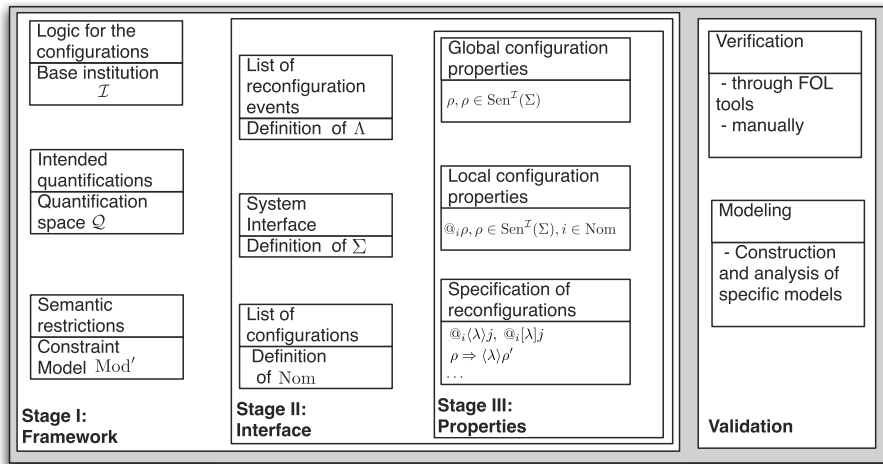 Logic for the
configurations
Base institution
ℐ
Intended
quantifications
Quantification
space 𝒬
Semantic
restrictions
Constraint
Model Mod′
Stage I:
Framework
List of
reconfiguration
events
Definition of Λ
System
Interface
Definition of Σ
List of
configurations
Definition
of Nom
Stage II:
Interface
Global configuration
properties
ρ, ρ ∈ Sen^ℐ(Σ)
Local configuration
properties
@ᵢρ, ρ ∈ Sen^ℐ(Σ), i ∈ Nom
Specification of
reconfigurations
@ᵢ⟨λ⟩j, @ᵢ[λ]j
ρ ⇒ ⟨λ⟩ρ′
...
Stage III:
Properties
Verification
- through FOL
tools
- manually
Modeling
- Construction
and analysis of
specific models
Validation